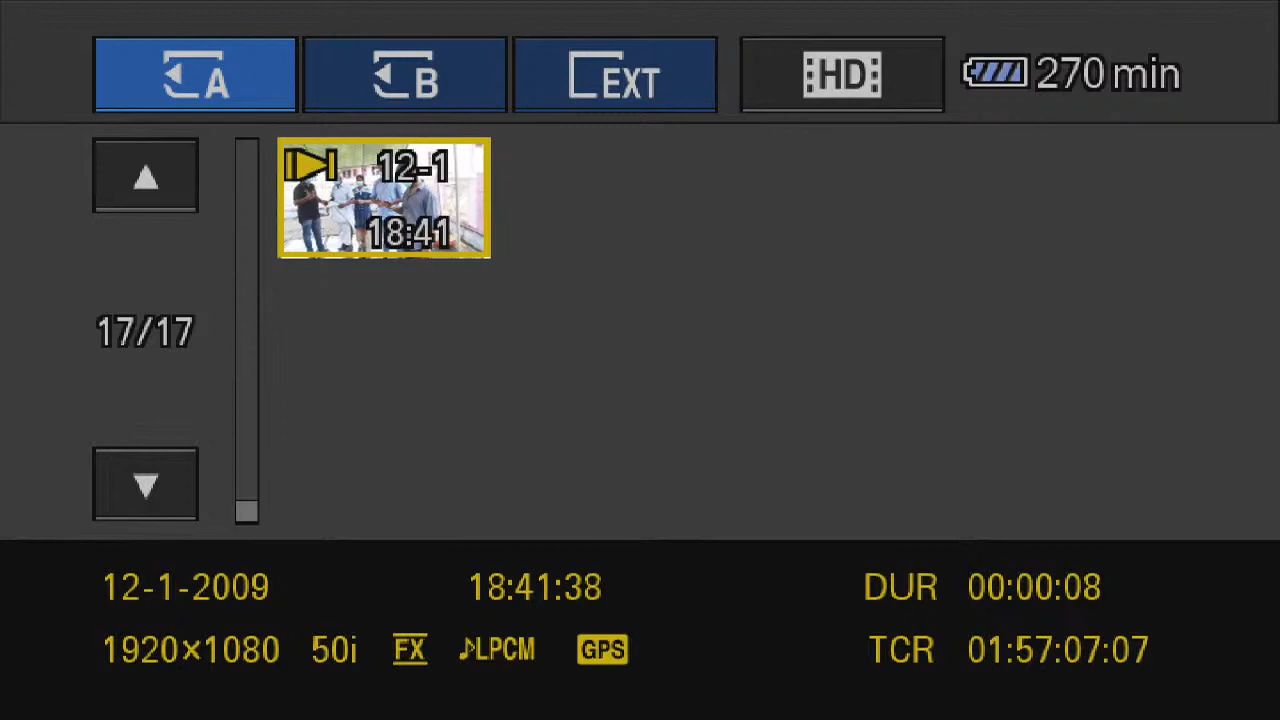 A B EXT HD 270 min
▲
12-1
18:41
17/17
▼
12-1-2009 18:41:38 DUR 00:00:08
1920×1080 50i FX ♪LPCM GPS TCR 01:57:07:07